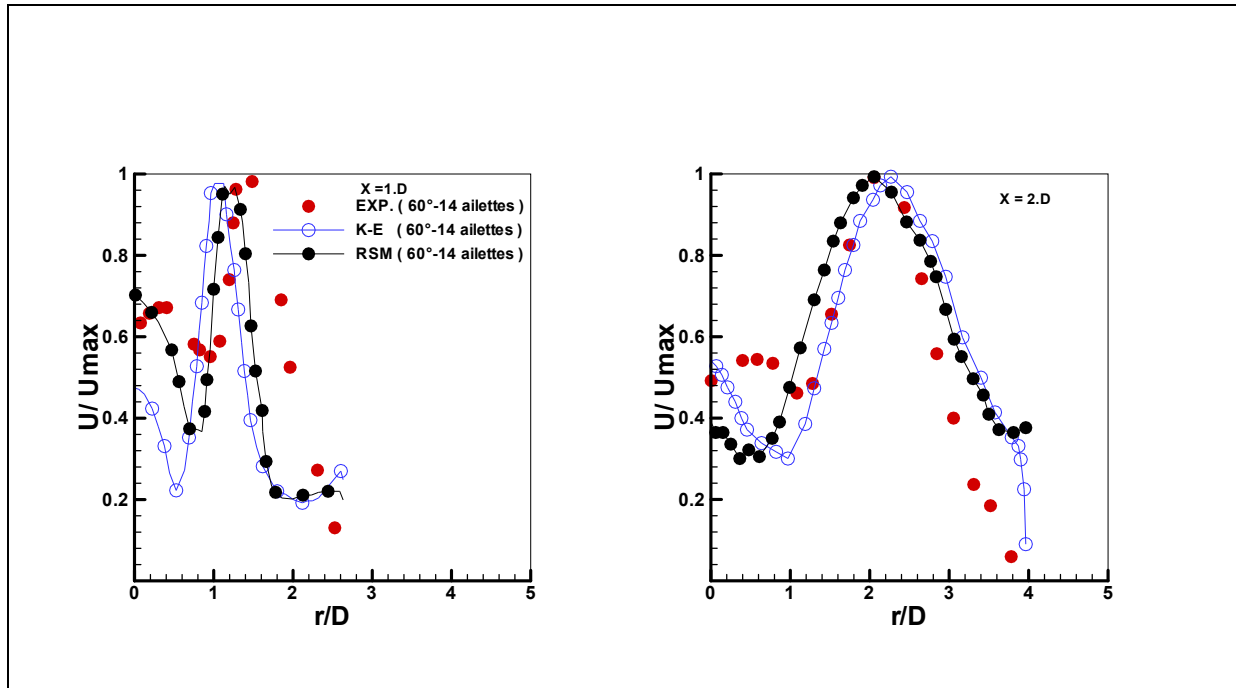 X =1.D
EXP. ( 60°-14 ailettes )
K-E ( 60°-14 ailettes )
RSM ( 60°-14 ailettes )
U/ Umax
1
0.8
0.6
0.4
0.2
0 1 2 3 4 5
r/D
X = 2.D
U/ Umax
1
0.8
0.6
0.4
0.2
0 1 2 3 4 5
r/D